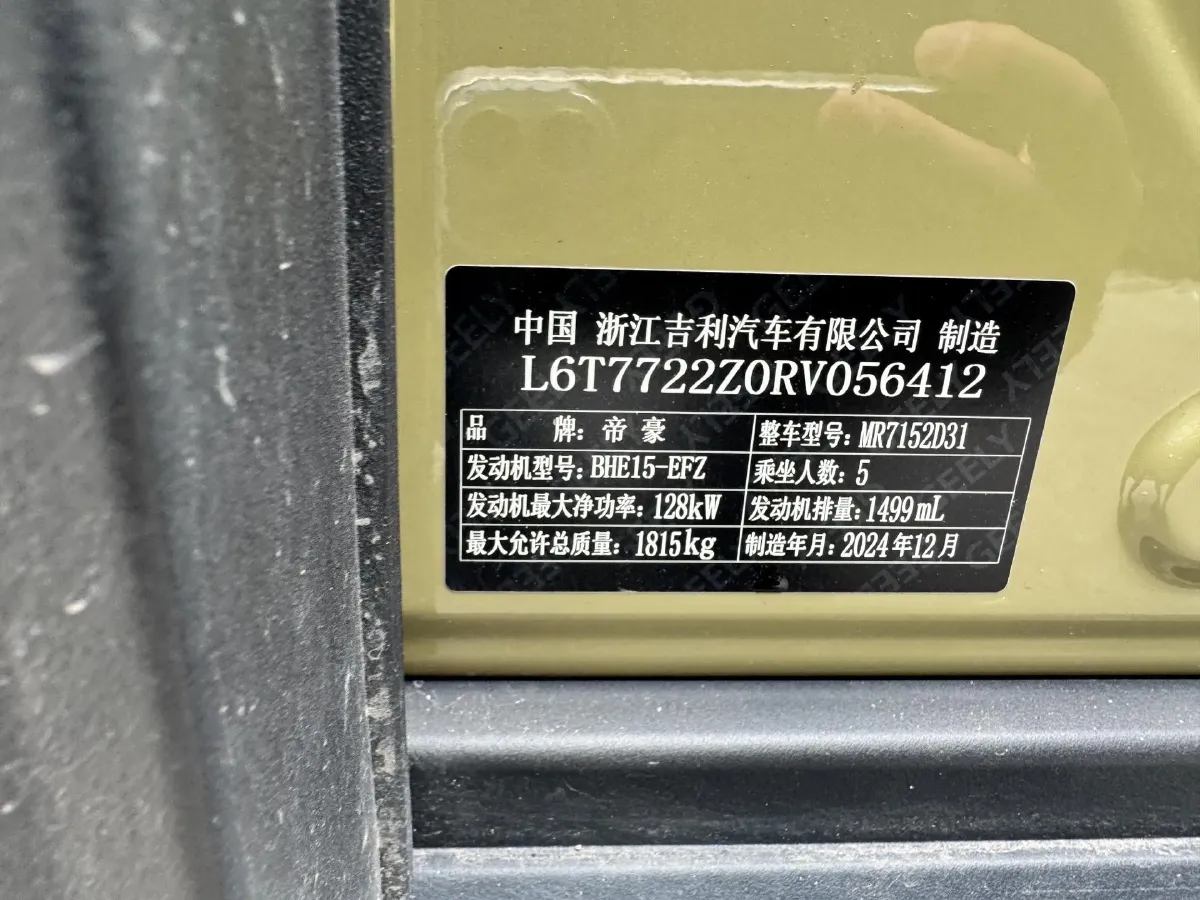 中国 浙江吉利汽车有限公司 制造
L6T7722Z0RV056412
品 牌：帝豪 整车型号：MR7152D31
发动机型号：BHE15-EFZ 乘坐人数：5
发动机最大净功率：128kW 发动机排量：1499mL
最大允许总质量：1815kg 制造年月：2024年12月